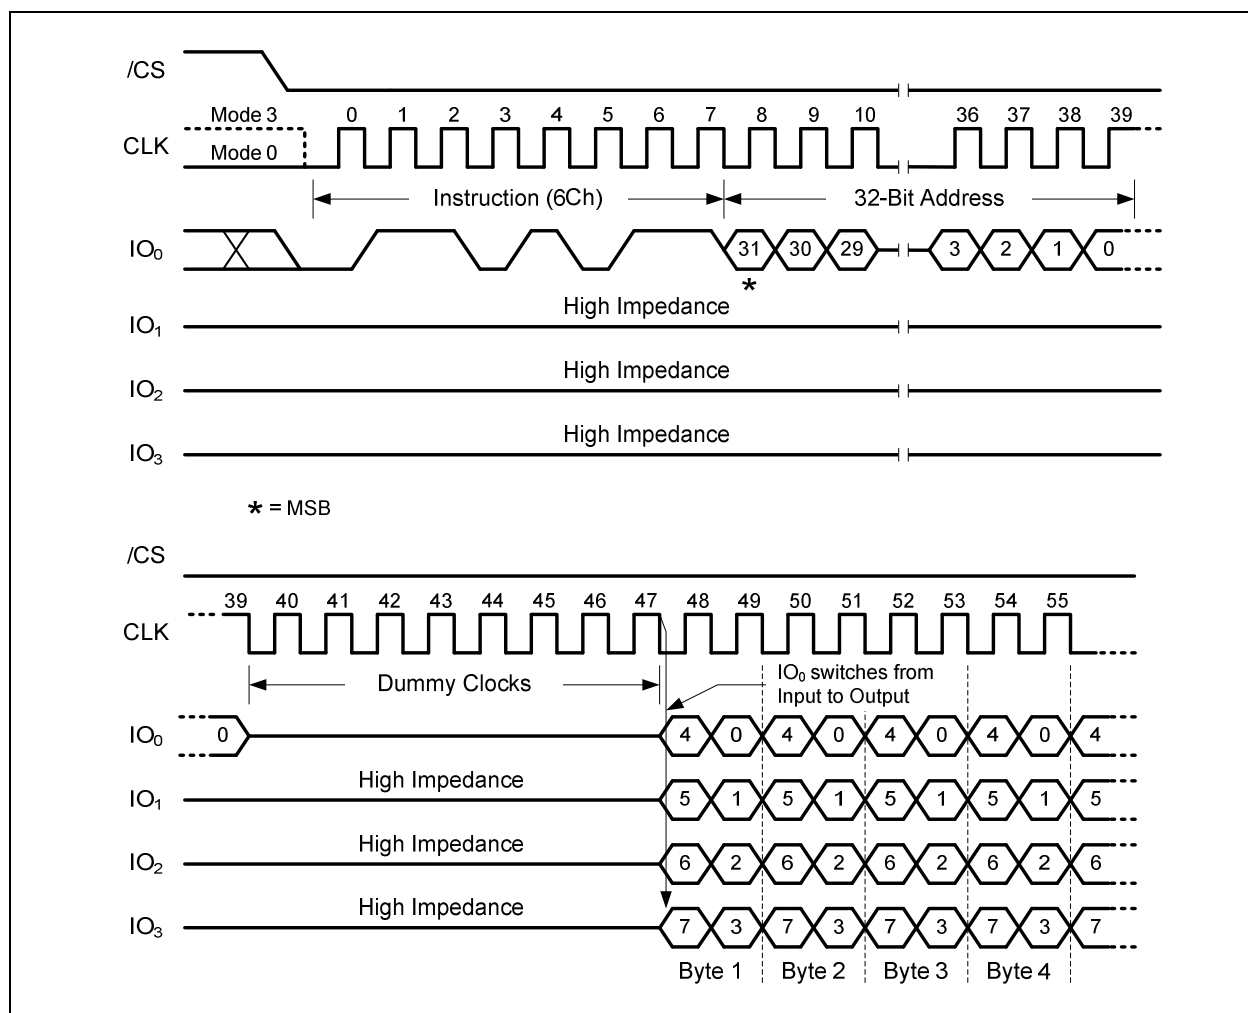 /CS
Mode 3
0 1 2 3 4 5 6 7 8 9 10 36 37 38 39
CLK
Mode 0
Instruction (6Ch) 32-Bit Address
IO₀ 31 30 29 3 2 1 0
*
High Impedance
IO₁
High Impedance
IO₂
High Impedance
IO₃
* = MSB
/CS
39 40 41 42 43 44 45 46 47 48 49 50 51 52 53 54 55
CLK
Dummy Clocks
IO₀ switches from
Input to Output
IO₀ 0 4 0 4 0 4 0 4 0 4
High Impedance
IO₁ 5 1 5 1 5 1 5 1 5
High Impedance
IO₂ 6 2 6 2 6 2 6 2 6
High Impedance
IO₃ 7 3 7 3 7 3 7 3 7
Byte 1 Byte 2 Byte 3 Byte 4